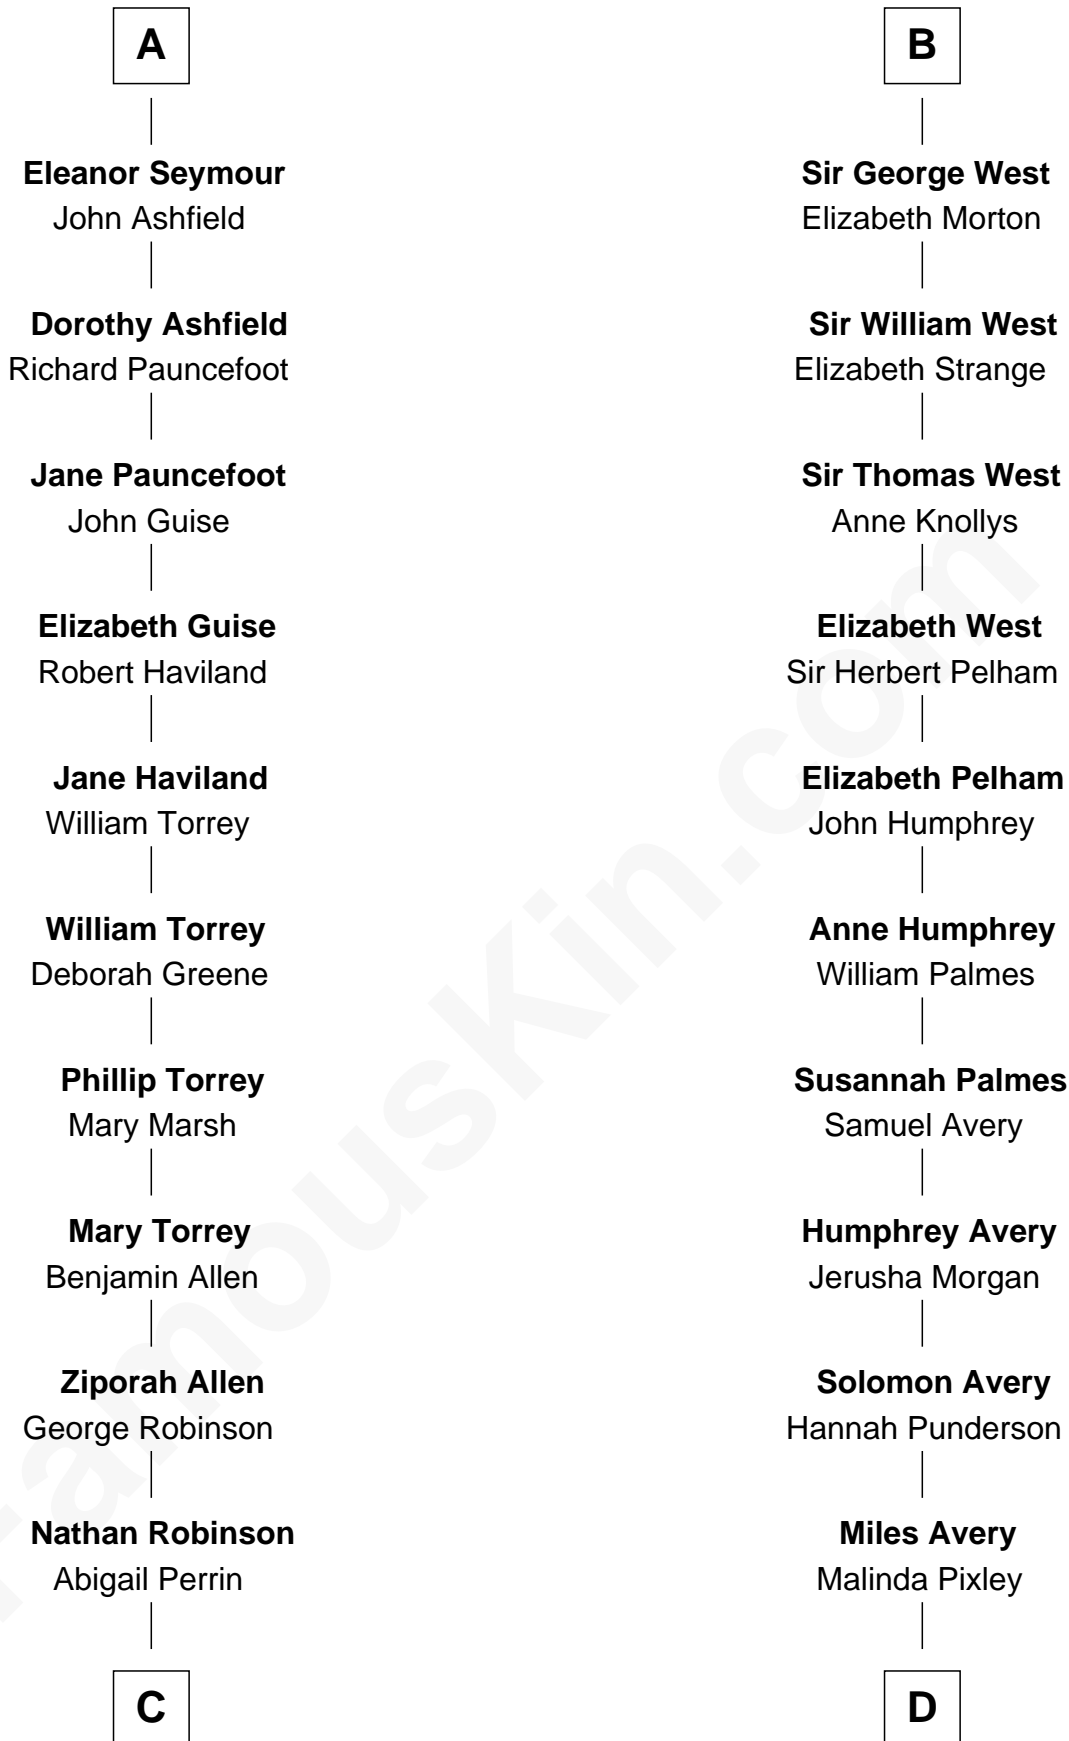 A
Eleanor Seymour
John Ashfield
Dorothy Ashfield
Richard Pauncefoot
Jane Pauncefoot
John Guise
Elizabeth Guise
Robert Haviland
Jane Haviland
William Torrey
William Torrey
Deborah Greene
Phillip Torrey
Mary Marsh
Mary Torrey
Benjamin Allen
Ziporah Allen
George Robinson
Nathan Robinson
Abigail Perrin
C
B
Sir George West
Elizabeth Morton
Sir William West
Elizabeth Strange
Sir Thomas West
Anne Knollys
Elizabeth West
Sir Herbert Pelham
Elizabeth Pelham
John Humphrey
Anne Humphrey
William Palmes
Susannah Palmes
Samuel Avery
Humphrey Avery
Jerusha Morgan
Solomon Avery
Hannah Punderson
Miles Avery
Malinda Pixley
D
FamousKin.com